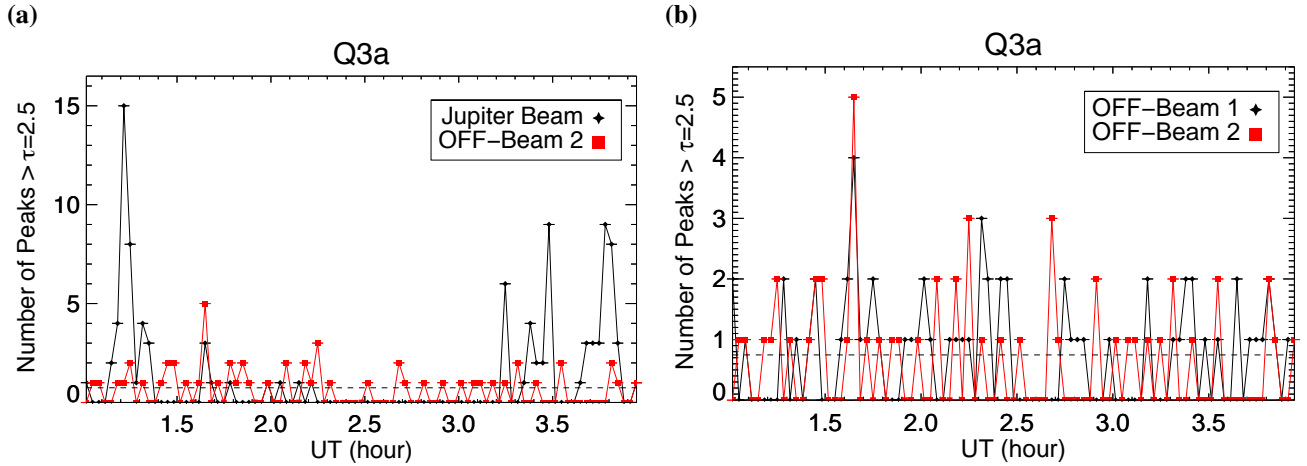 (a)
Q3a
Number of Peaks > τ=2.5
15
10
5
0
Jupiter Beam
OFF−Beam 2
1.5 2.0 2.5 3.0 3.5
UT (hour)
(b)
Q3a
Number of Peaks > τ=2.5
5
4
3
2
1
0
OFF−Beam 1
OFF−Beam 2
1.5 2.0 2.5 3.0 3.5
UT (hour)